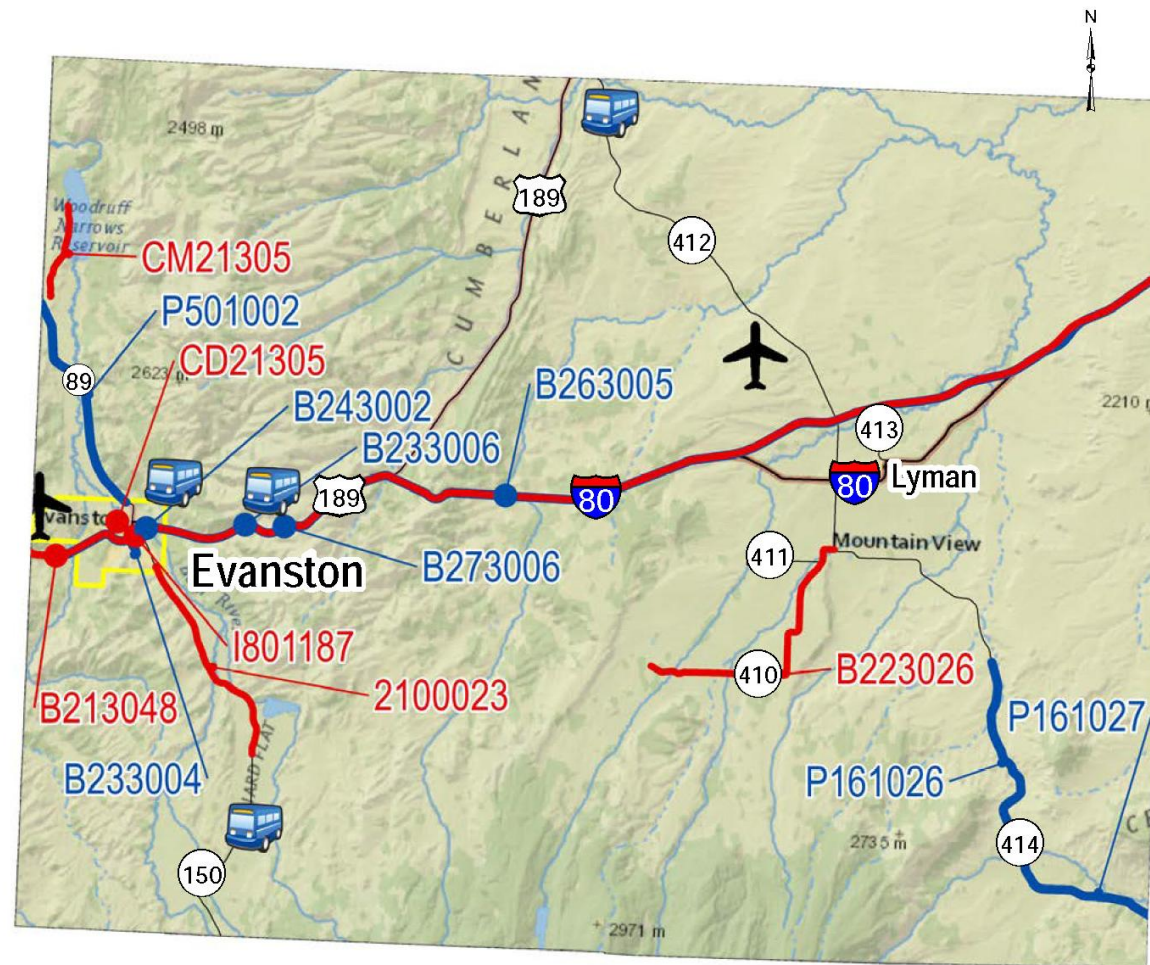 N
2498 m
CUMBERLAN
189
412
Woodruff
Narrows
Reservoir
CM21305
P501002
CD21305
89
2623 m
B243002
B263005
B233006
2210 m
413
189
80
80
Lyman
Evanston
B273006
411
Mountain View
I801187
2100023
410
B223026
B213048
P161027
B233004
P161026
2735 m
414
150
2971 m